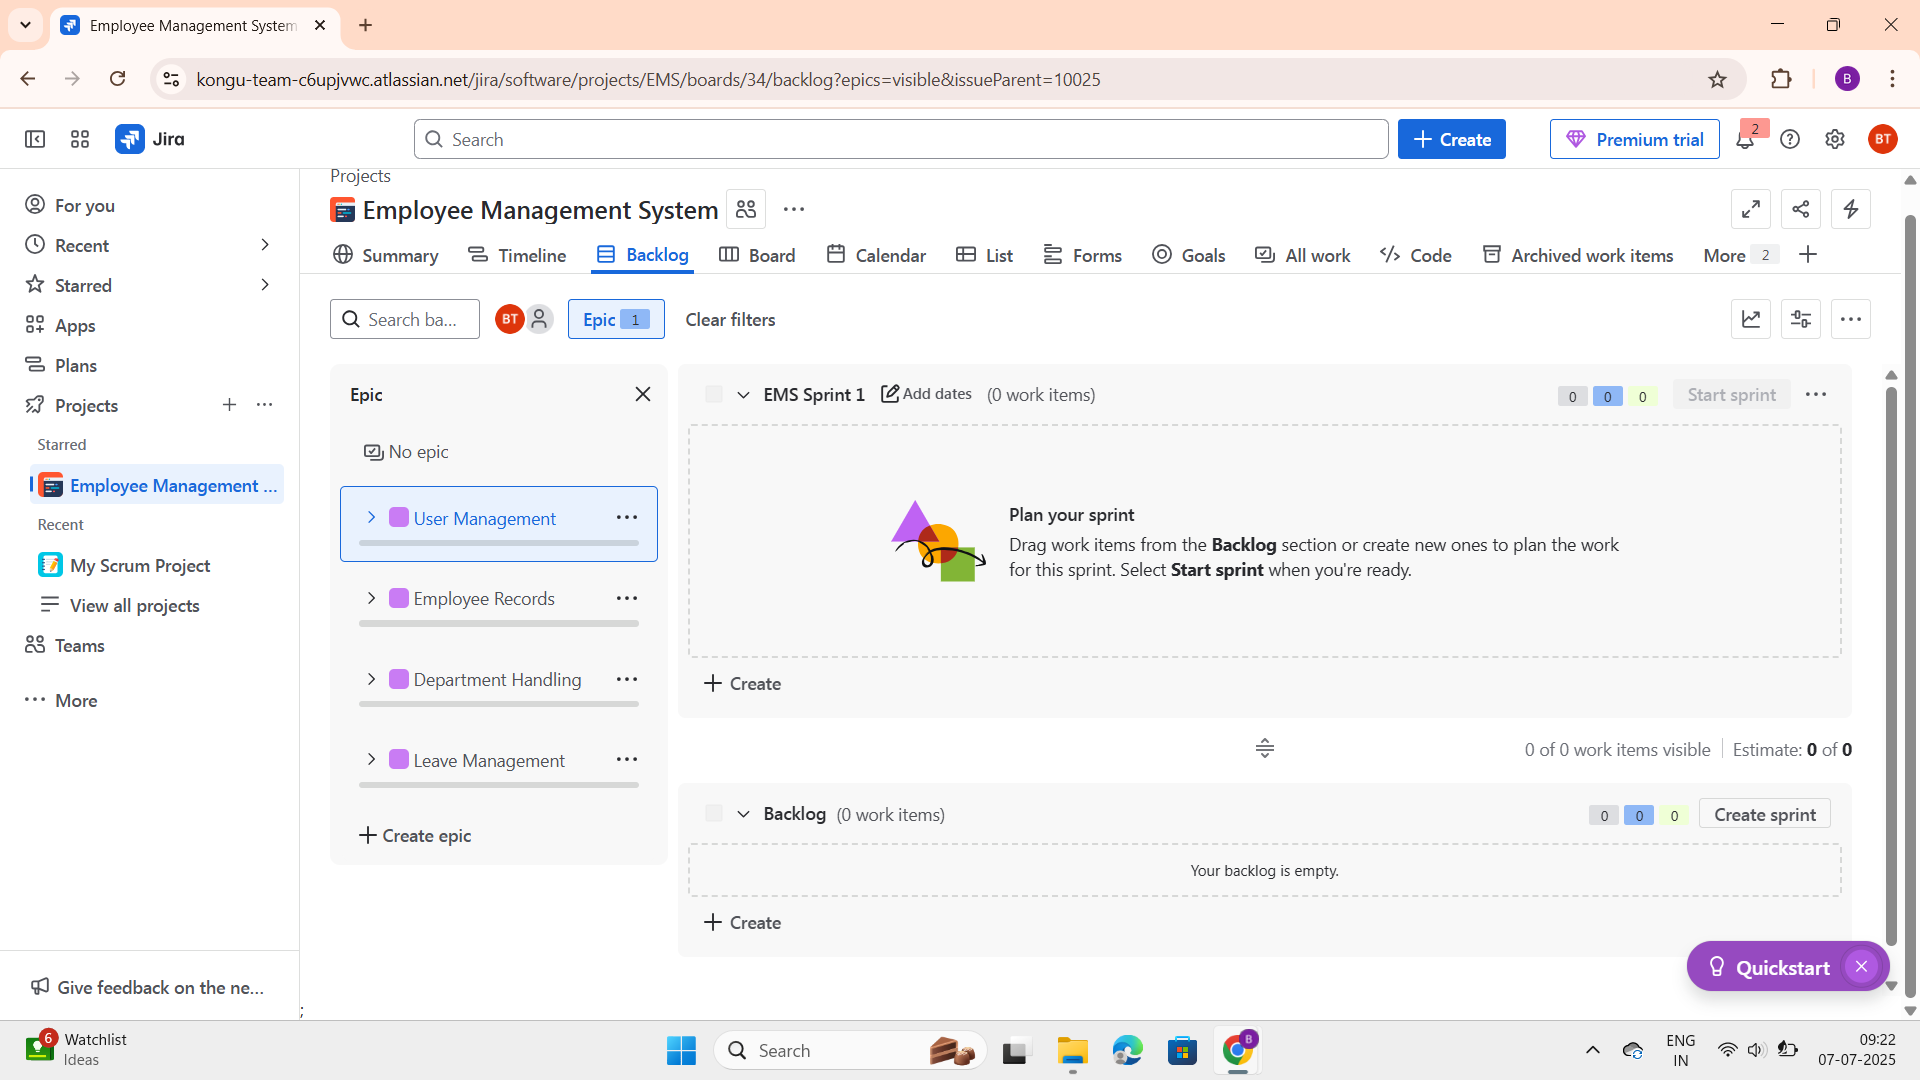 Employee Management System
kongu-team-c6upjvwc.atlassian.net/jira/software/projects/EMS/boards/34/backlog?epics=visible&issueParent=10025
B
Jira
Search
Create
Premium trial
2
BT
For you
Recent
Starred
Apps
Plans
Projects
Starred
Employee Management ...
Recent
My Scrum Project
View all projects
Teams
More
Give feedback on the ne...
Projects
Employee Management System
Summary
Timeline
Backlog
Board
Calendar
List
Forms
Goals
All work
Code
Archived work items
More 2
Search ba...
BT
Epic 1
Clear filters
Epic
No epic
User Management
Employee Records
Department Handling
Leave Management
Create epic
EMS Sprint 1 Add dates (0 work items)
0 0 0
Start sprint
Plan your sprint
Drag work items from the Backlog section or create new ones to plan the work
for this sprint. Select Start sprint when you're ready.
Create
0 of 0 work items visible
Estimate: 0 of 0
Backlog (0 work items)
0 0 0
Create sprint
Your backlog is empty.
Create
Quickstart
;
6
Watchlist
Ideas
Search
B
ENG
IN
09:22
07-07-2025